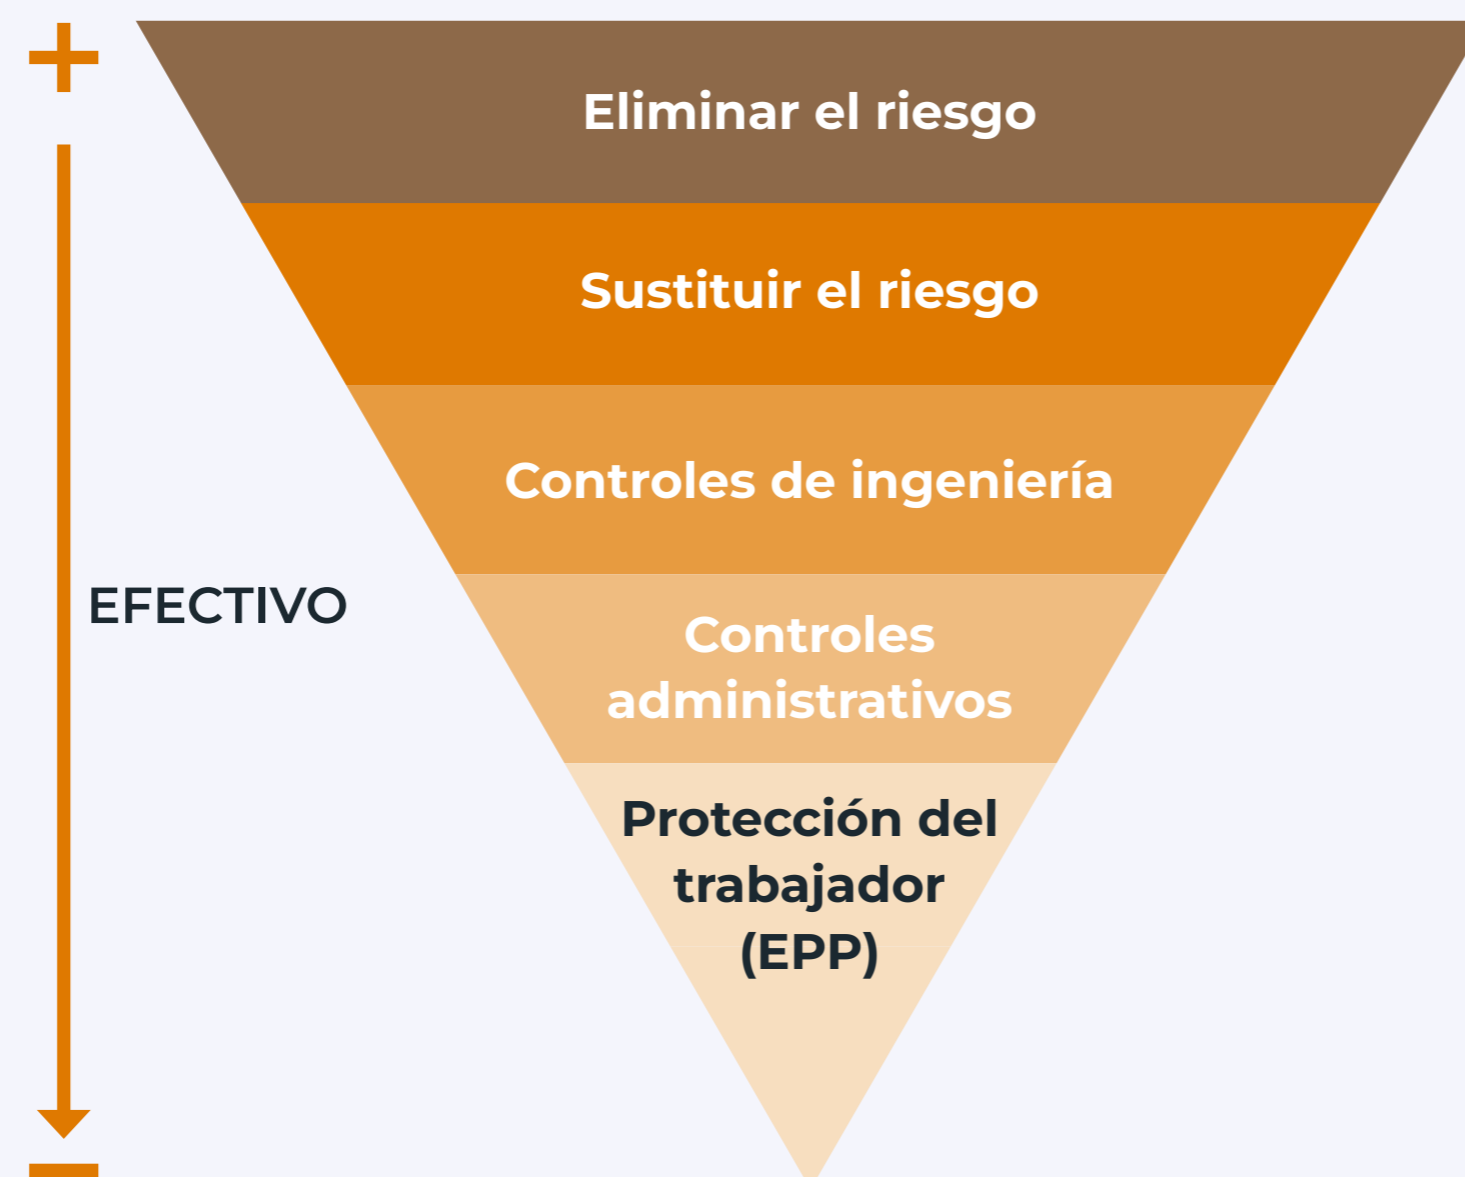 +
Eliminar el riesgo
Sustituir el riesgo
Controles de ingeniería
EFECTIVO
Controles
administrativos
Protección del
trabajador
(EPP)
−